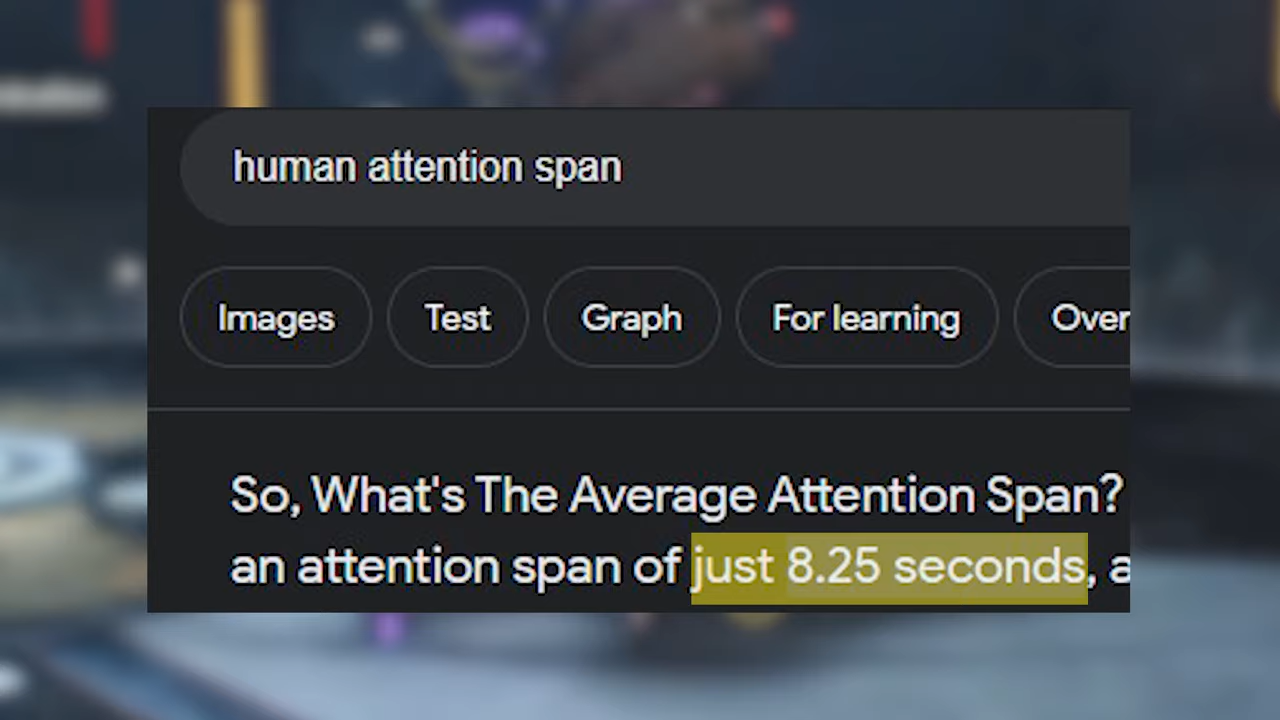 human attention span
Images Test Graph For learning Over
So, What's The Average Attention Span?
an attention span of just 8.25 seconds, a